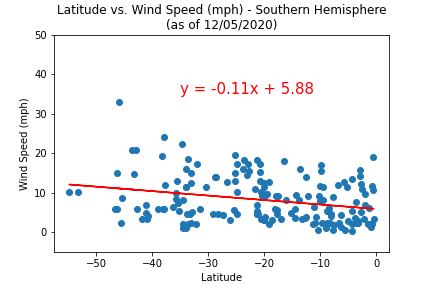 Latitude vs. Wind Speed (mph) - Southern Hemisphere
(as of 12/05/2020)
50
40
30
20
10
0
Wind Speed (mph)
y = -0.11x + 5.88
−50
−40
−30
−20
−10
0
Latitude